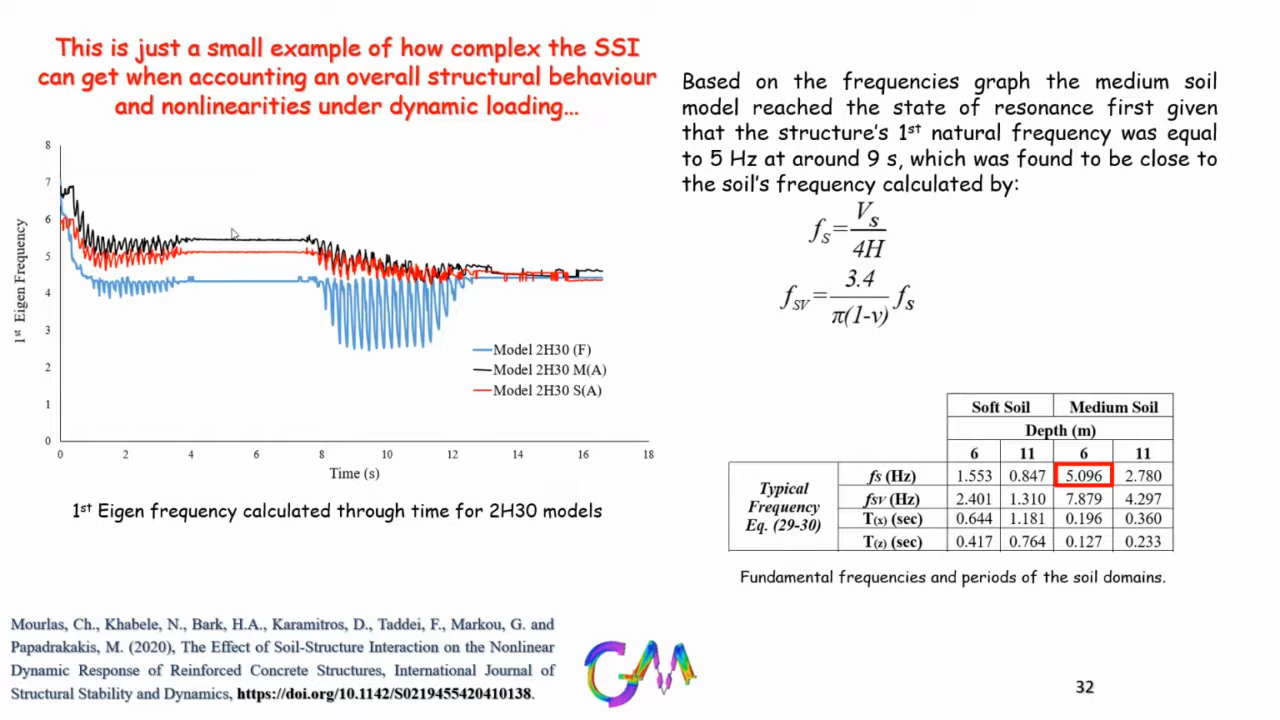 This is just a small example of how complex the SSI
can get when accounting an overall structural behaviour
and nonlinearities under dynamic loading...
8
7
6
5
4
3
2
1
0
1st Eigen Frequency
0 2 4 6 8 10 12 14 16 18
Time (s)
Model 2H30 (F)
Model 2H30 M(A)
Model 2H30 S(A)
1st Eigen frequency calculated through time for 2H30 models
Based on the frequencies graph the medium soil
model reached the state of resonance first given
that the structure's 1st natural frequency was equal
to 5 Hz at around 9 s, which was found to be close to
the soil's frequency calculated by:
fS = Vs / 4H
fSV = 3.4 / π(1-ν) fs
Soft Soil Medium Soil
Depth (m)
6 11 6 11
Typical Frequency Eq. (29-30)
fS (Hz) 1.553 0.847 5.096 2.780
fSV (Hz) 2.401 1.310 7.879 4.297
T(x) (sec) 0.644 1.181 0.196 0.360
T(z) (sec) 0.417 0.764 0.127 0.233
Fundamental frequencies and periods of the soil domains.
Mourlas, Ch., Khabele, N., Bark, H.A., Karamitros, D., Taddei, F., Markou, G. and
Papadrakakis, M. (2020), The Effect of Soil-Structure Interaction on the Nonlinear
Dynamic Response of Reinforced Concrete Structures, International Journal of
Structural Stability and Dynamics, https://doi.org/10.1142/S0219455420410138.
GM
32